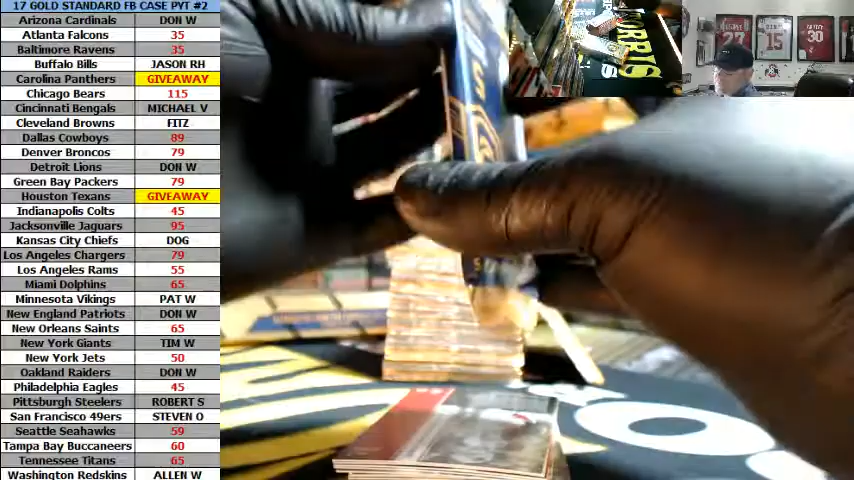 17 GOLD STANDARD FB CASE PYT #2
Arizona Cardinals DON W
Atlanta Falcons 35
Baltimore Ravens 35
Buffalo Bills JASON RH
Carolina Panthers GIVEAWAY
Chicago Bears 115
Cincinnati Bengals MICHAEL V
Cleveland Browns FITZ
Dallas Cowboys 89
Denver Broncos 79
Detroit Lions DON W
Green Bay Packers 79
Houston Texans GIVEAWAY
Indianapolis Colts 45
Jacksonville Jaguars 95
Kansas City Chiefs DOG
Los Angeles Chargers 79
Los Angeles Rams 55
Miami Dolphins 65
Minnesota Vikings PAT W
New England Patriots DON W
New Orleans Saints 65
New York Giants TIM W
New York Jets 50
Oakland Raiders DON W
Philadelphia Eagles 45
Pittsburgh Steelers ROBERT S
San Francisco 49ers STEVEN O
Seattle Seahawks 59
Tampa Bay Buccaneers 60
Tennessee Titans 65
Washington Redskins ALLEN W
27
15
30